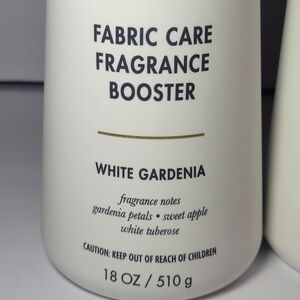 FABRIC CARE
FRAGRANCE
BOOSTER
WHITE GARDENIA
fragrance notes
gardenia petals • sweet apple
white tuberose
CAUTION: KEEP OUT OF REACH OF CHILDREN
18 OZ / 510 g